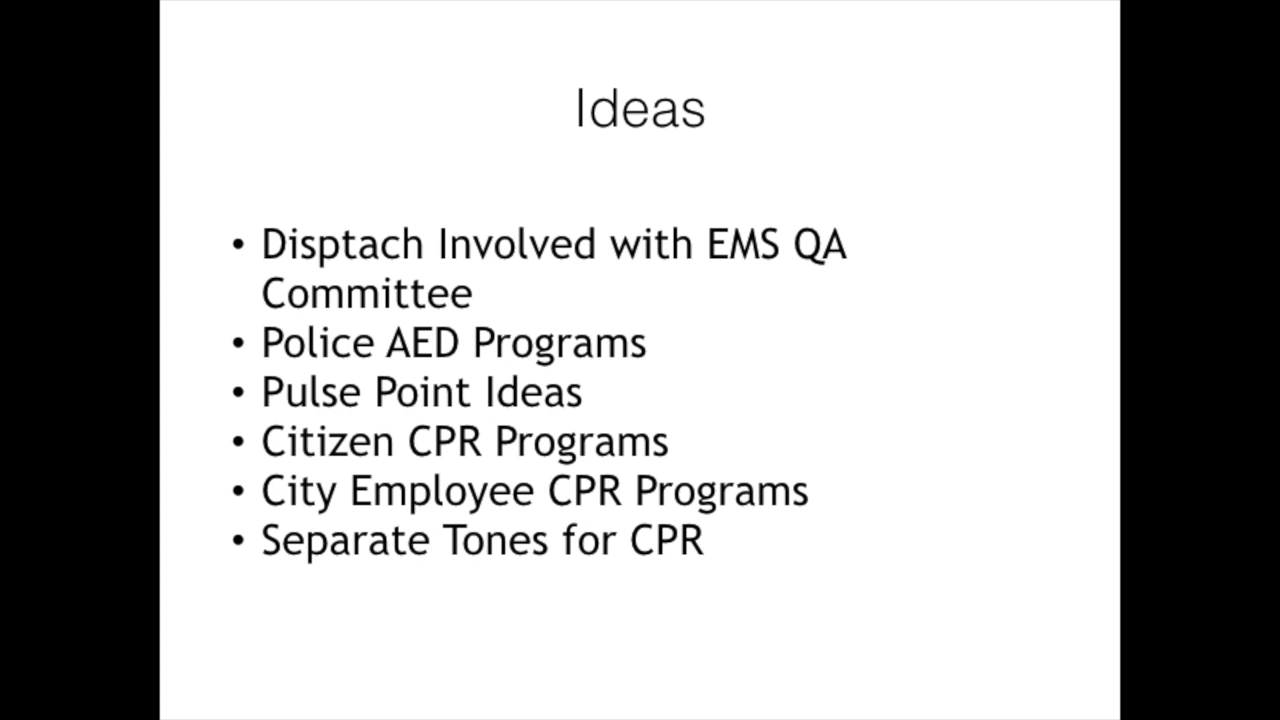 Ideas
• Disptach Involved with EMS QA
Committee
• Police AED Programs
• Pulse Point Ideas
• Citizen CPR Programs
• City Employee CPR Programs
• Separate Tones for CPR